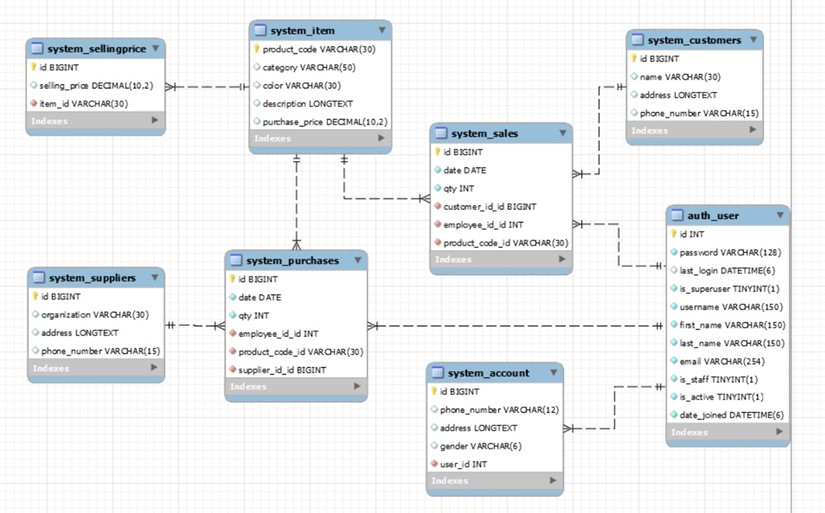 system_sellingprice
id BIGINT
selling_price DECIMAL(10,2)
item_id VARCHAR(30)
Indexes
system_item
product_code VARCHAR(30)
category VARCHAR(50)
color VARCHAR(30)
description LONGTEXT
purchase_price DECIMAL(10,2)
Indexes
system_customers
id BIGINT
name VARCHAR(30)
address LONGTEXT
phone_number VARCHAR(15)
Indexes
system_sales
id BIGINT
date DATE
qty INT
customer_id_id BIGINT
employee_id_id INT
product_code_id VARCHAR(30)
Indexes
auth_user
id INT
password VARCHAR(128)
last_login DATETIME(6)
is_superuser TINYINT(1)
username VARCHAR(150)
first_name VARCHAR(150)
last_name VARCHAR(150)
email VARCHAR(254)
is_staff TINYINT(1)
is_active TINYINT(1)
date_joined DATETIME(6)
Indexes
system_suppliers
id BIGINT
organization VARCHAR(30)
address LONGTEXT
phone_number VARCHAR(15)
Indexes
system_purchases
id BIGINT
date DATE
qty INT
employee_id_id INT
product_code_id VARCHAR(30)
supplier_id_id BIGINT
Indexes
system_account
id BIGINT
phone_number VARCHAR(12)
address LONGTEXT
gender VARCHAR(6)
user_id INT
Indexes